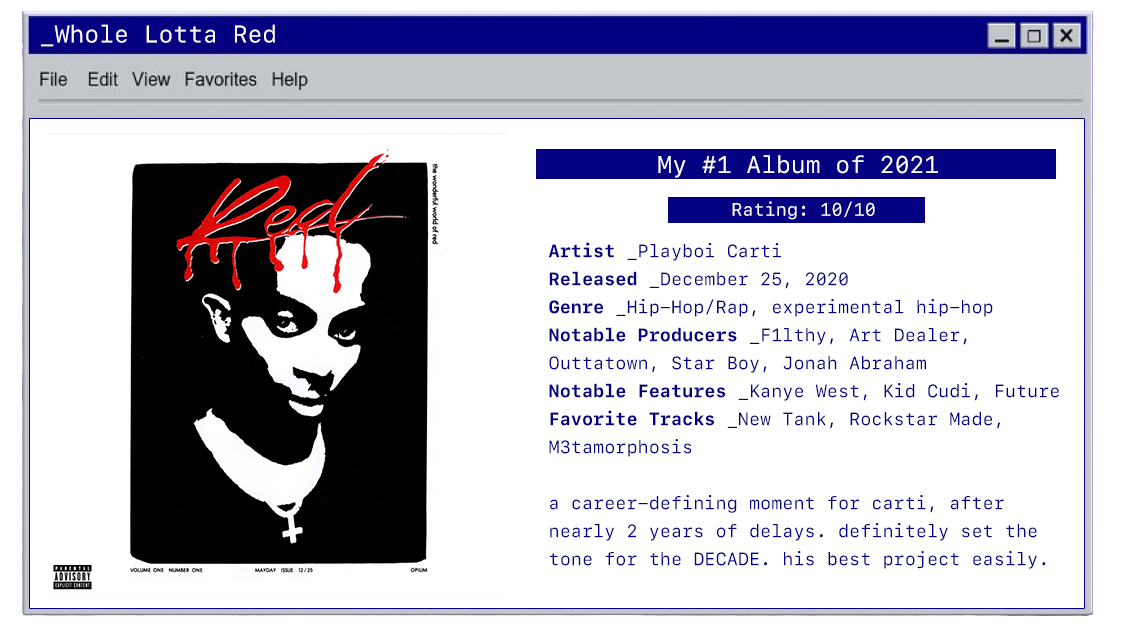 _Whole Lotta Red
File Edit View Favorites Help
Red
the wonderful world of red
VOLUME ONE NUMBER ONE MAYDAY ISSUE 12/25 OPIUM
PARENTAL
ADVISORY
EXPLICIT CONTENT
My #1 Album of 2021
Rating: 10/10
Artist _Playboi Carti
Released _December 25, 2020
Genre _Hip-Hop/Rap, experimental hip-hop
Notable Producers _F1lthy, Art Dealer,
Outtatown, Star Boy, Jonah Abraham
Notable Features _Kanye West, Kid Cudi, Future
Favorite Tracks _New Tank, Rockstar Made,
M3tamorphosis
a career-defining moment for carti, after
nearly 2 years of delays. definitely set the
tone for the DECADE. his best project easily.